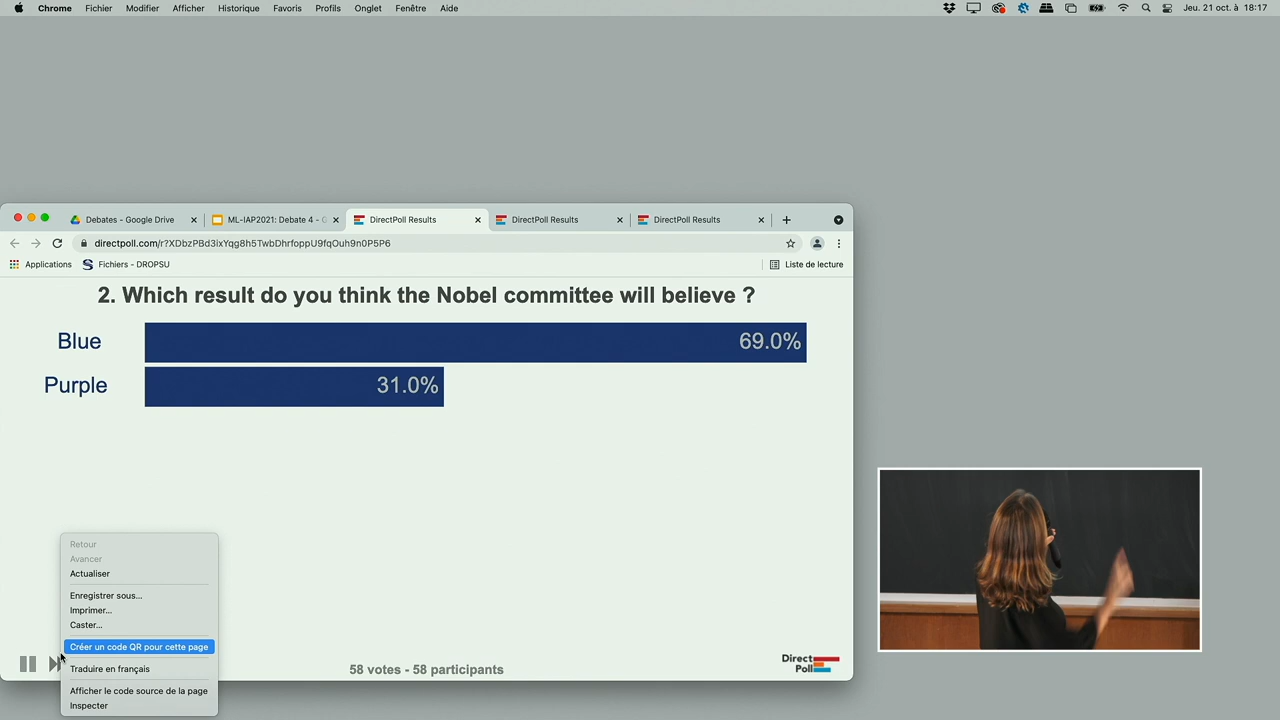 Chrome Fichier Modifier Afficher Historique Favoris Profils Onglet Fenêtre Aide Jeu. 21 oct. à 18:17
Debates - Google Drive ML-IAP2021: Debate 4 - DirectPoll Results DirectPoll Results DirectPoll Results
directpoll.com/r?XDbzPBd3ixYqg8h5TwbDhrfoppU9fqOuh9n0P5P6
Applications Fichiers - DROPSU Liste de lecture
2. Which result do you think the Nobel committee will believe ?
Blue 69.0%
Purple 31.0%
Retour
Avancer
Actualiser
Enregistrer sous...
Imprimer...
Caster...
Créer un code QR pour cette page
Traduire en français
Afficher le code source de la page
Inspecter
58 votes - 58 participants
Direct
Poll